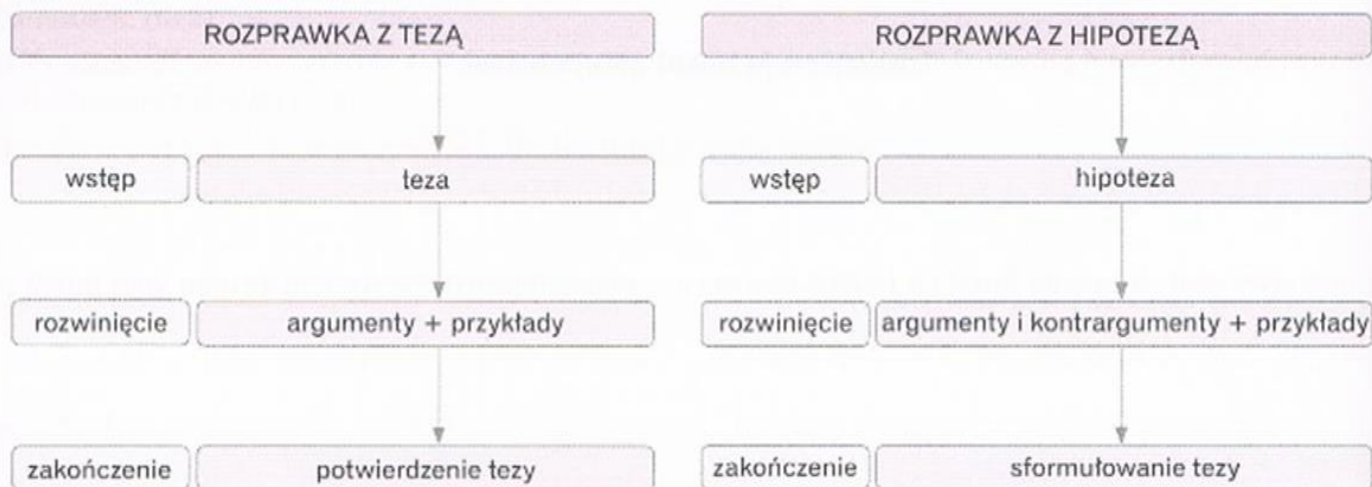 ROZPRAWKA Z TEZĄ
wstęp
teza
rozwinięcie
argumenty + przykłady
zakończenie
potwierdzenie tezy
ROZPRAWKA Z HIPOTEZĄ
wstęp
hipoteza
rozwinięcie
argumenty i kontrargumenty + przykłady
zakończenie
sformułowanie tezy